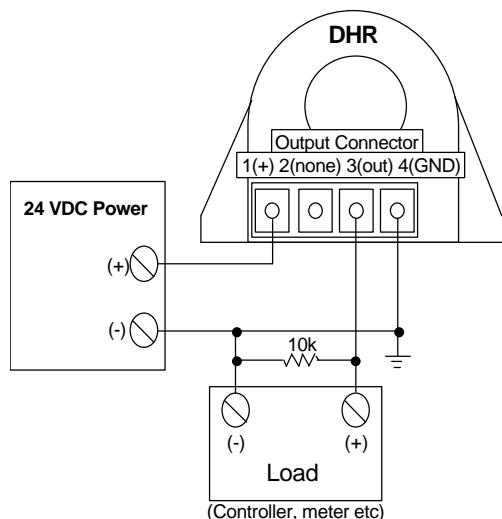 DHR
Output Connector
1(+) 2(none) 3(out) 4(GND)
24 VDC Power
(+)
(-)
10k
(-)
(+)
Load
(Controller, meter etc)